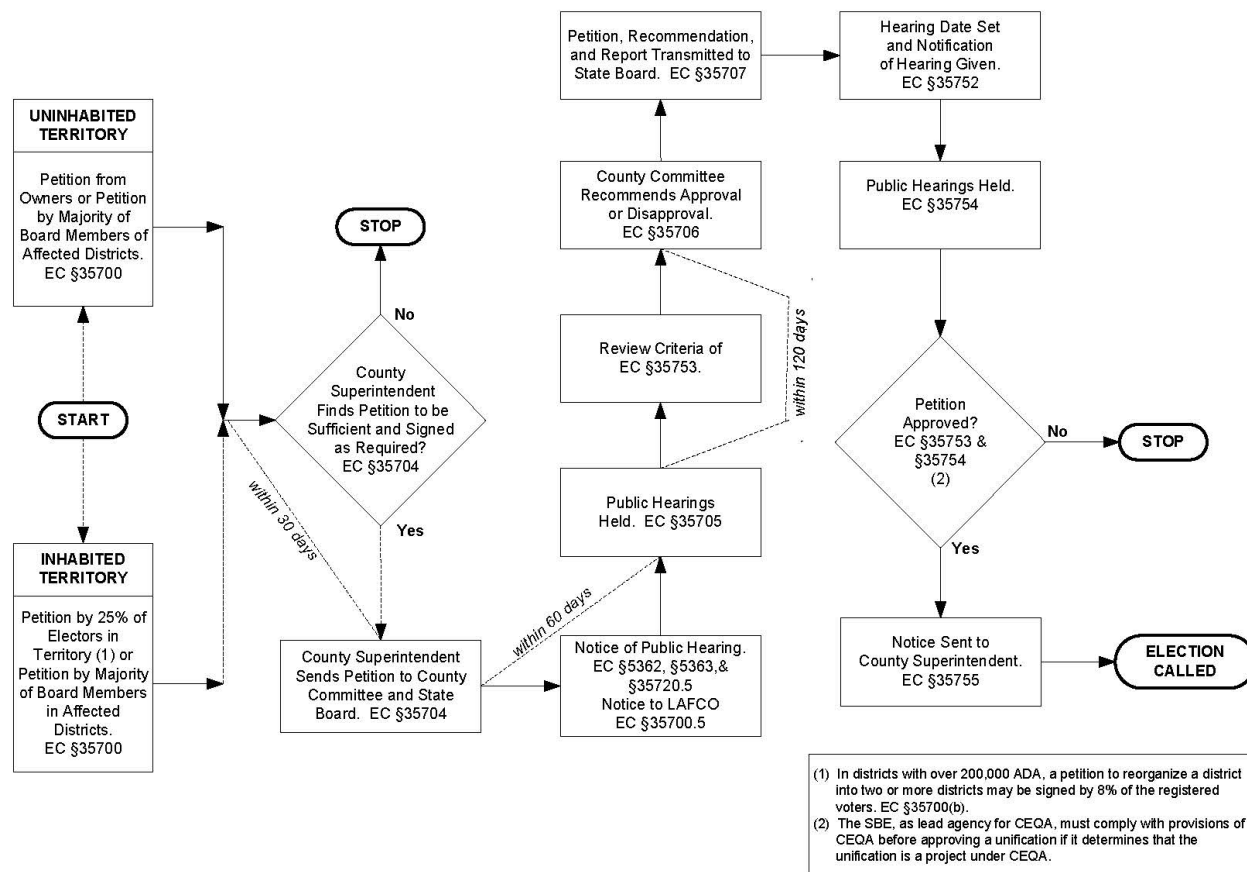 UNINHABITED
TERRITORY
Petition from
Owners or Petition
by Majority of
Board Members of
Affected Districts.
EC §35700
START
INHABITED
TERRITORY
Petition by 25% of
Electors in
Territory (1) or
Petition by Majority
of Board Members
in Affected
Districts.
EC §35700
STOP
No
County
Superintendent
Finds Petition to be
Sufficient and Signed
as Required?
EC §35704
Yes
within 30 days
County Superintendent
Sends Petition to County
Committee and State
Board. EC §35704
within 60 days
Notice of Public Hearing.
EC §5362, §5363,&
§35720.5
Notice to LAFCO
EC §35700.5
Public Hearings
Held. EC §35705
within 120 days
Review Criteria of
EC §35753.
County Committee
Recommends Approval
or Disapproval.
EC §35706
Petition, Recommendation,
and Report Transmitted to
State Board. EC §35707
Hearing Date Set
and Notification
of Hearing Given.
EC §35752
Public Hearings Held.
EC §35754
Petition
Approved?
EC §35753 &
§35754
(2)
No
STOP
Yes
Notice Sent to
County Superintendent.
EC §35755
ELECTION
CALLED
(1) In districts with over 200,000 ADA, a petition to reorganize a district
into two or more districts may be signed by 8% of the registered
voters. EC §35700(b).
(2) The SBE, as lead agency for CEQA, must comply with provisions of
CEQA before approving a unification if it determines that the
unification is a project under CEQA.